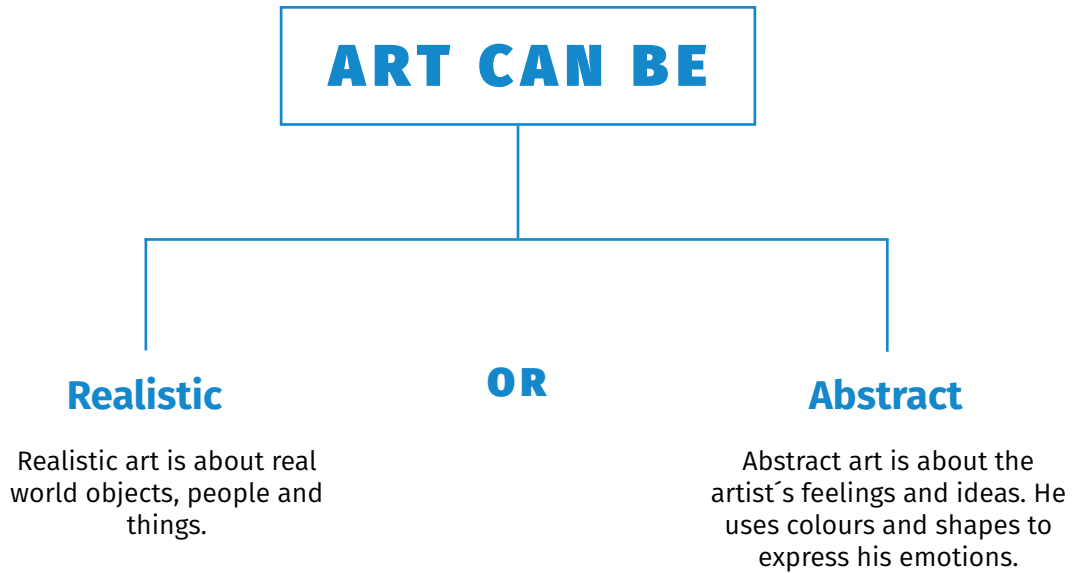 ART CAN BE
Realistic
OR
Abstract
Realistic art is about real
world objects, people and
things.
Abstract art is about the
artist´s feelings and ideas. He
uses colours and shapes to
express his emotions.